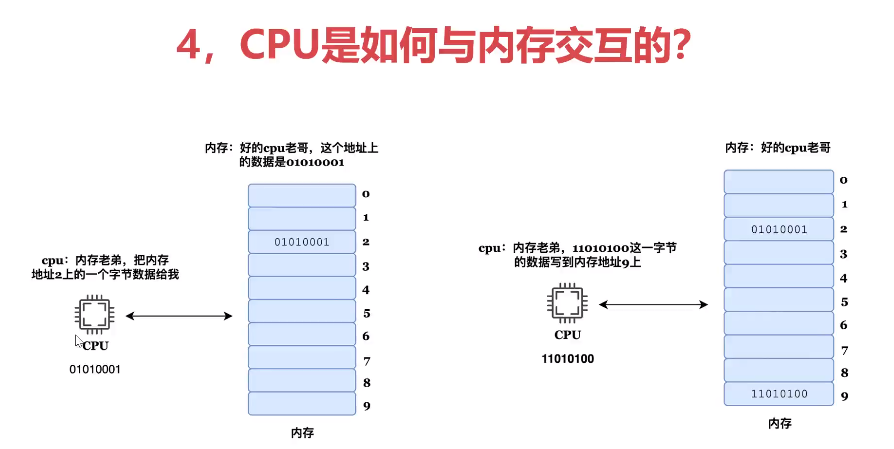 4，CPU是如何与内存交互的？
内存：好的cpu老哥，这个地址上
的数据是01010001
0
1
01010001 2
3
4
5
6
7
8
9
内存
cpu：内存老弟，把内存
地址2上的一个字节数据给我
CPU
01010001
内存：好的cpu老哥
0
1
01010001 2
3
4
5
6
7
8
11010100 9
内存
cpu：内存老弟，11010100这一字节
的数据写到内存地址9上
CPU
11010100